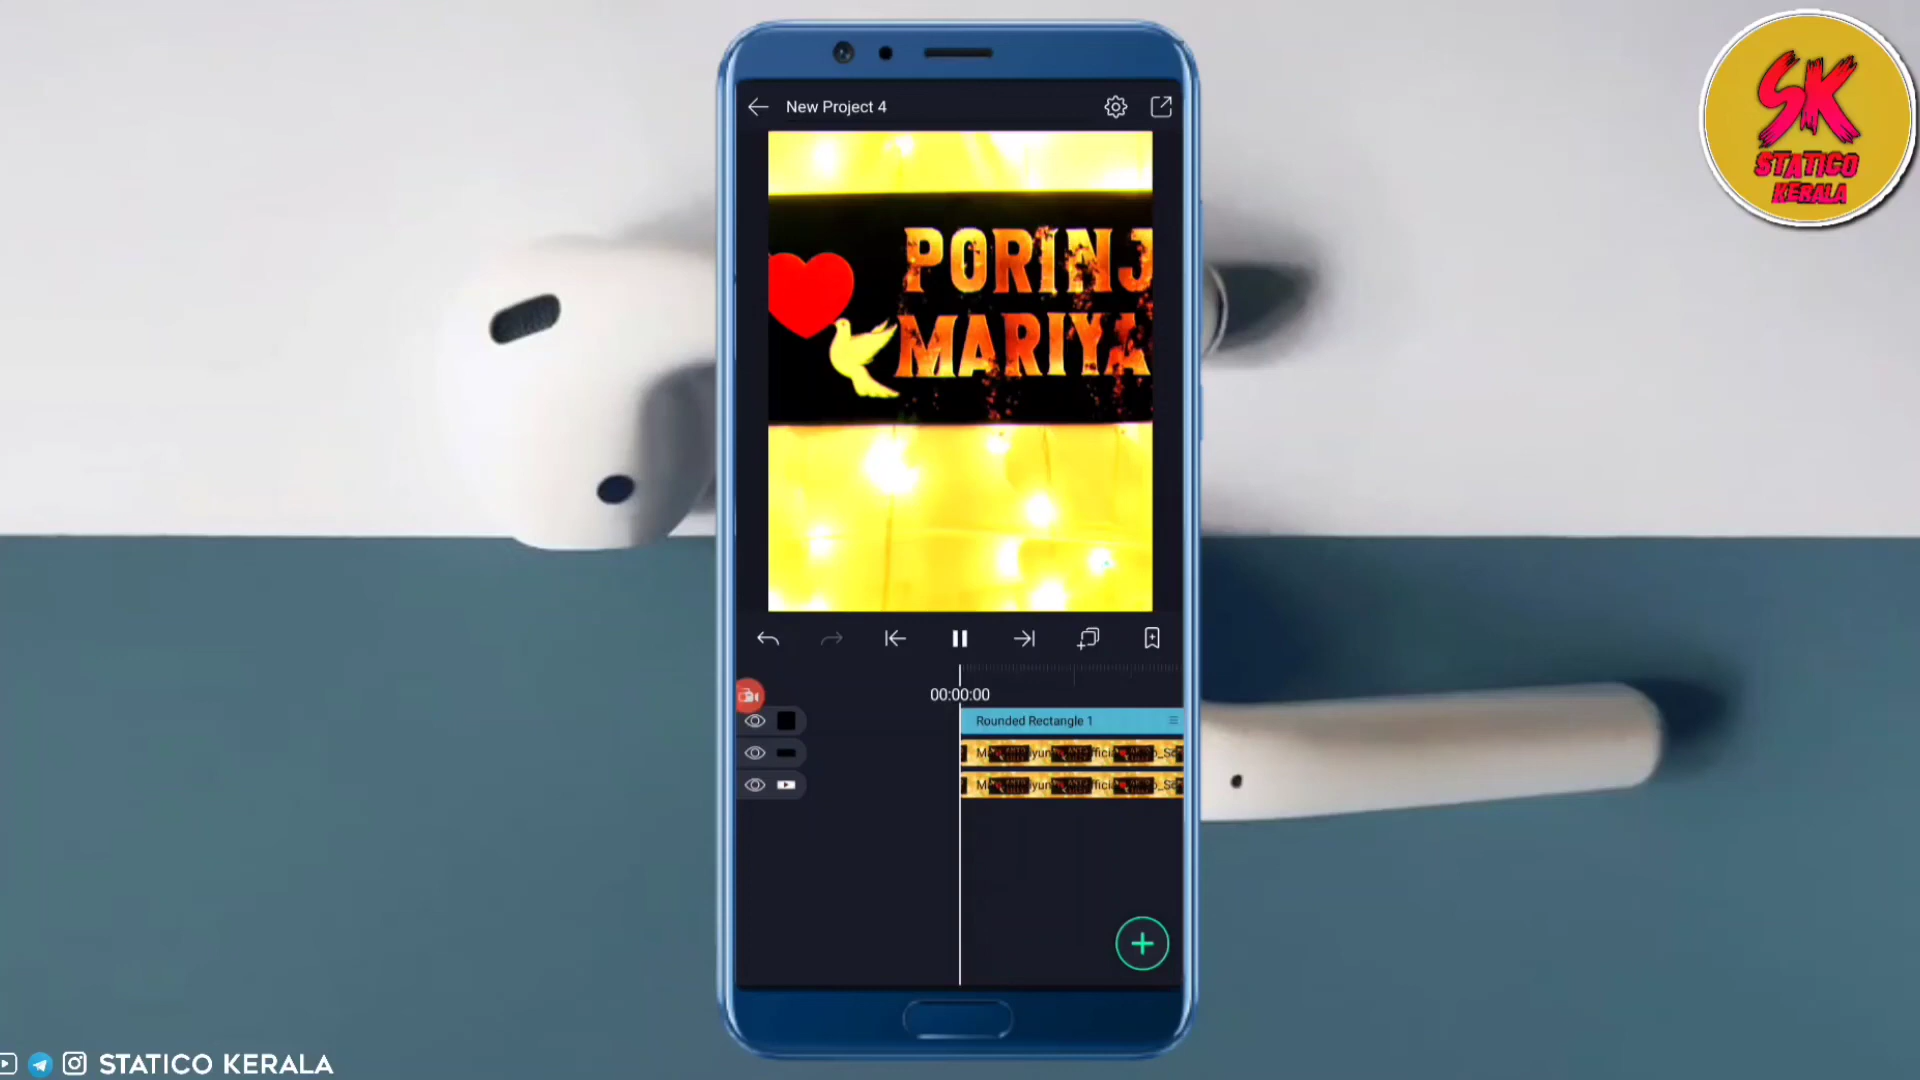 New Project 4
SK
STATICO
KERALA
PORINJ
MARIYA
00:00:00
Rounded Rectangle 1
STATICO KERALA